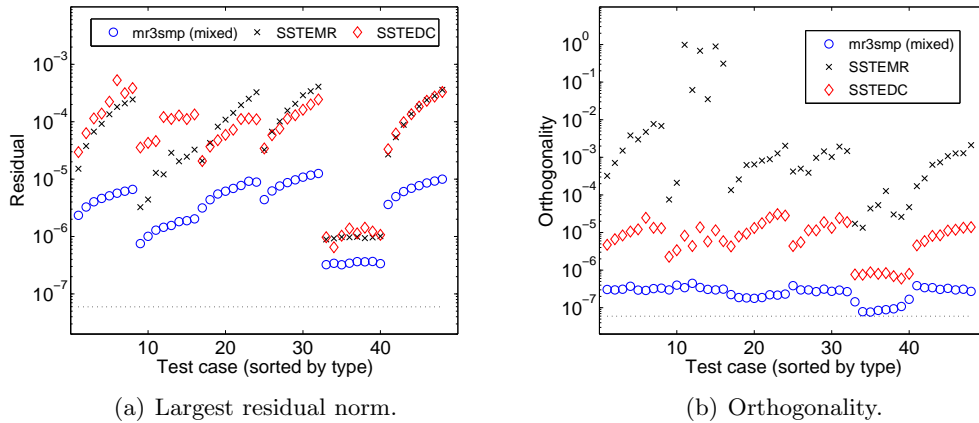 mr3smp (mixed) SSTEMR SSTEDC
10⁻³
10⁻⁴
10⁻⁵
10⁻⁶
10⁻⁷
Residual
10 20 30 40
Test case (sorted by type)
(a) Largest residual norm.
mr3smp (mixed)
SSTEMR
SSTEDC
10⁰
10⁻¹
10⁻²
10⁻³
10⁻⁴
10⁻⁵
10⁻⁶
10⁻⁷
Orthogonality
10 20 30 40
Test case (sorted by type)
(b) Orthogonality.